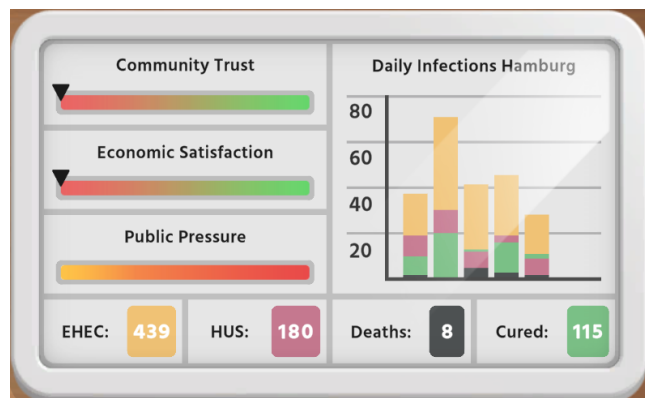 Community Trust
Economic Satisfaction
Public Pressure
Daily Infections Hamburg
80
60
40
20
EHEC: 439
HUS: 180
Deaths: 8
Cured: 115